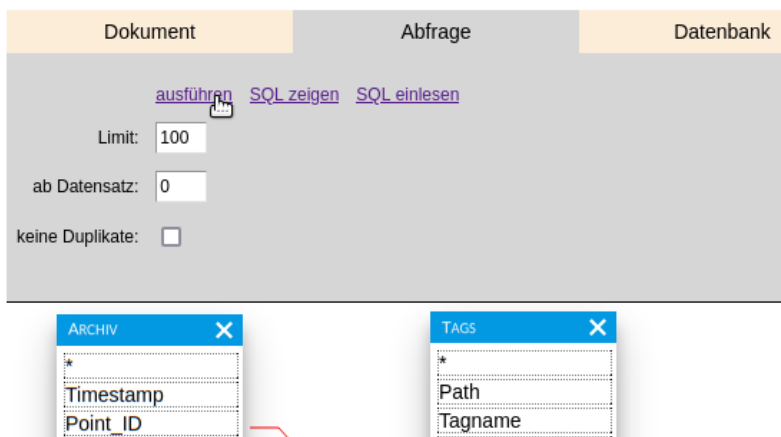 Dokument Abfrage Datenbank
ausführen SQL zeigen SQL einlesen
Limit: 100
ab Datensatz: 0
keine Duplikate:
ARCHIV
*
Timestamp
Point_ID
TAGS
*
Path
Tagname